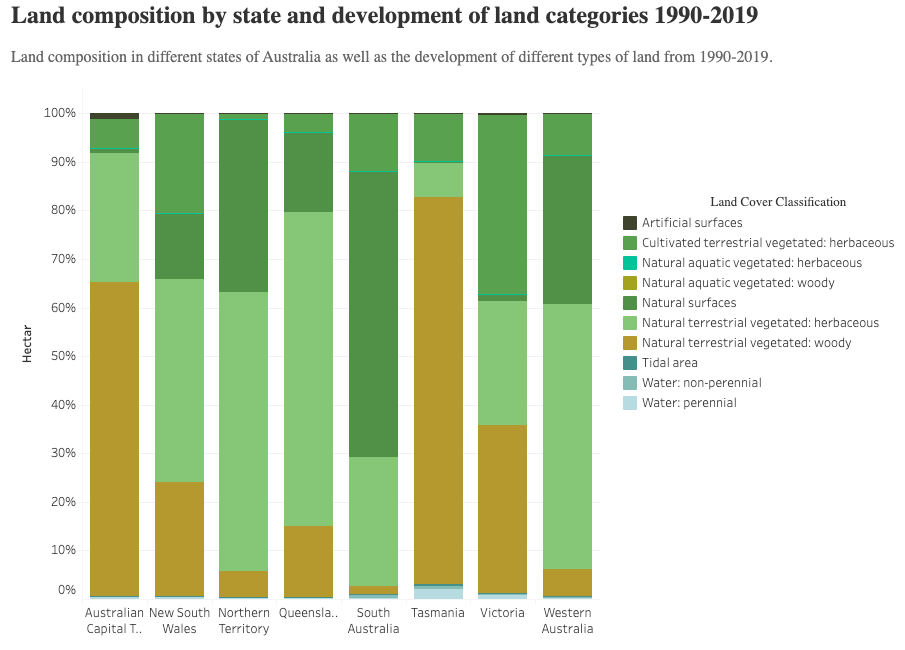 Land composition by state and development of land categories 1990-2019
Land composition in different states of Australia as well as the development of different types of land from 1990-2019.
100%
90%
80%
70%
60%
50%
40%
30%
20%
10%
0%
Hectar
Australian
Capital T..
New South
Wales
Northern
Territory
Queensla..
South
Australia
Tasmania
Victoria
Western
Australia
Land Cover Classification
Artificial surfaces
Cultivated terrestrial vegetated: herbaceous
Natural aquatic vegetated: herbaceous
Natural aquatic vegetated: woody
Natural surfaces
Natural terrestrial vegetated: herbaceous
Natural terrestrial vegetated: woody
Tidal area
Water: non-perennial
Water: perennial